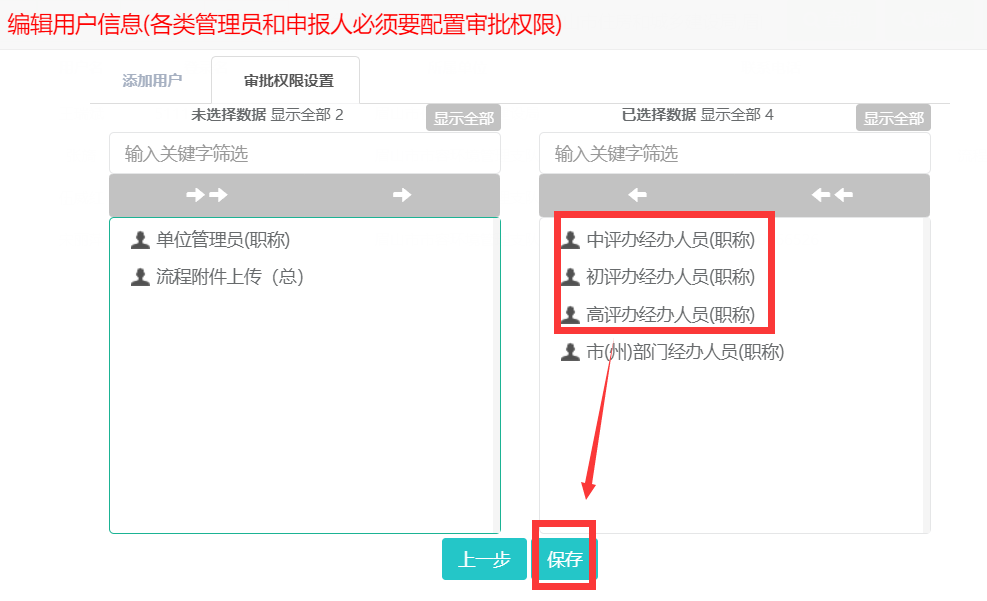 编辑用户信息(各类管理员和申报人必须要配置审批权限)
添加用户 审批权限设置
未选择数据 显示全部 2 显示全部
已选择数据 显示全部 4 显示全部
输入关键字筛选
输入关键字筛选
单位管理员(职称)
流程附件上传（总）
中评办经办人员(职称)
初评办经办人员(职称)
高评办经办人员(职称)
市(州)部门经办人员(职称)
上一步 保存